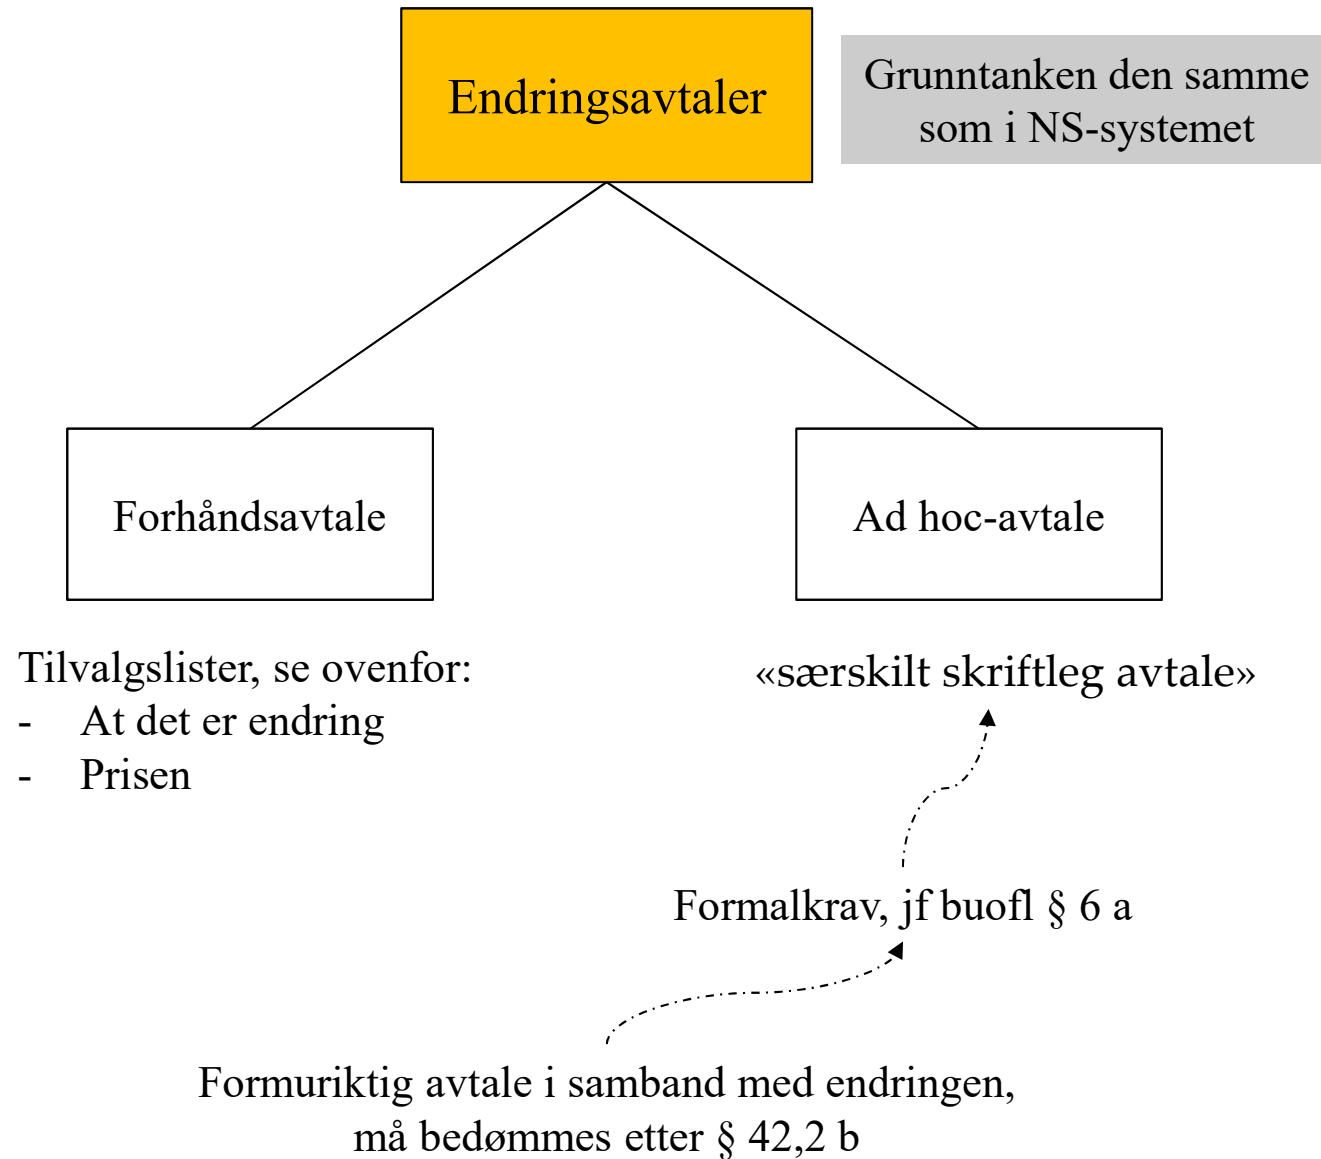 Endringsavtaler
Grunntanken den samme
som i NS-systemet
Forhåndsavtale
Ad hoc-avtale
Tilvalgslister, se ovenfor:
- At det er endring
- Prisen
«særskilt skriftleg avtale»
Formalkrav, jf buofl § 6 a
Formuriktig avtale i samband med endringen,
må bedømmes etter § 42,2 b